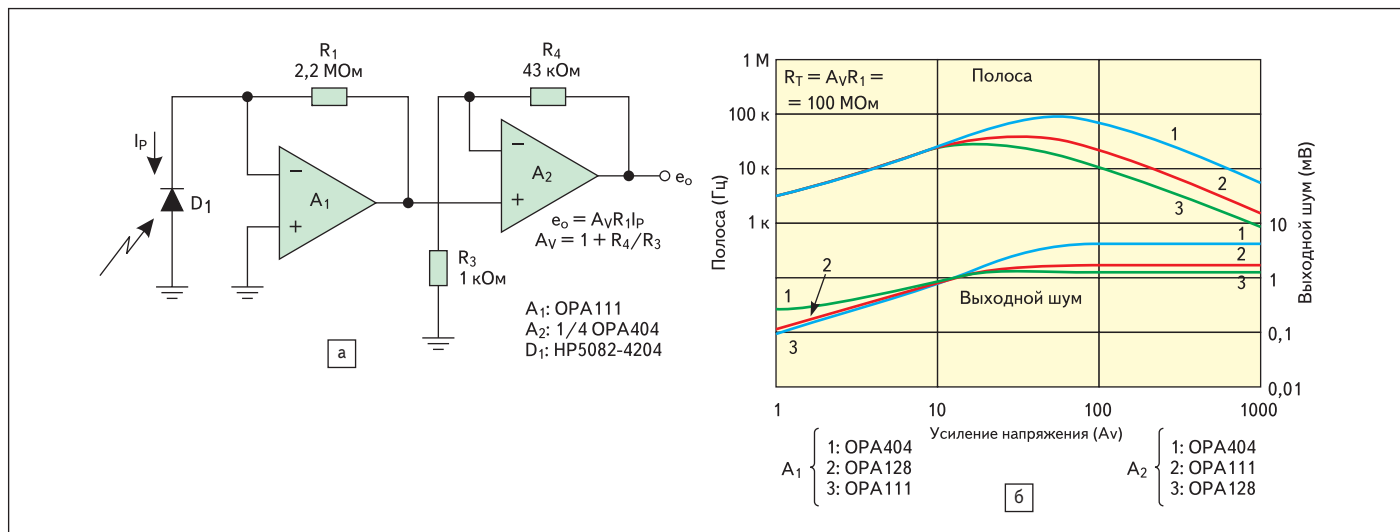 R1
2,2 МОм
R4
43 кОм
IP
D1
A1
A2
−
+
−
+
eo
eo = AVR1IP
AV = 1 + R4/R3
R3
1 кОм
A1: OPA111
A2: 1/4 OPA404
D1: HP5082-4204
а
1 М
100 к
10 к
1 к
Полоса (Гц)
RT = AVR1 =
= 100 МОм
Полоса
1
2
3
Выходной шум
1
2
3
1
2
3
10
1
0,1
0,01
Выходной шум (мВ)
1
10
100
1000
Усиление напряжения (Av)
A1
1: OPA404
2: OPA128
3: OPA111
A2
1: OPA404
2: OPA111
3: OPA128
б